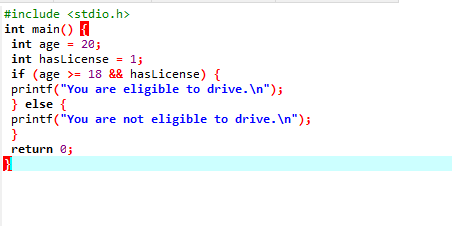 #include <stdio.h>
int main() {
int age = 20;
int hasLicense = 1;
if (age >= 18 && hasLicense) {
printf("You are eligible to drive.\n");
} else {
printf("You are not eligible to drive.\n");
}
return 0;
}